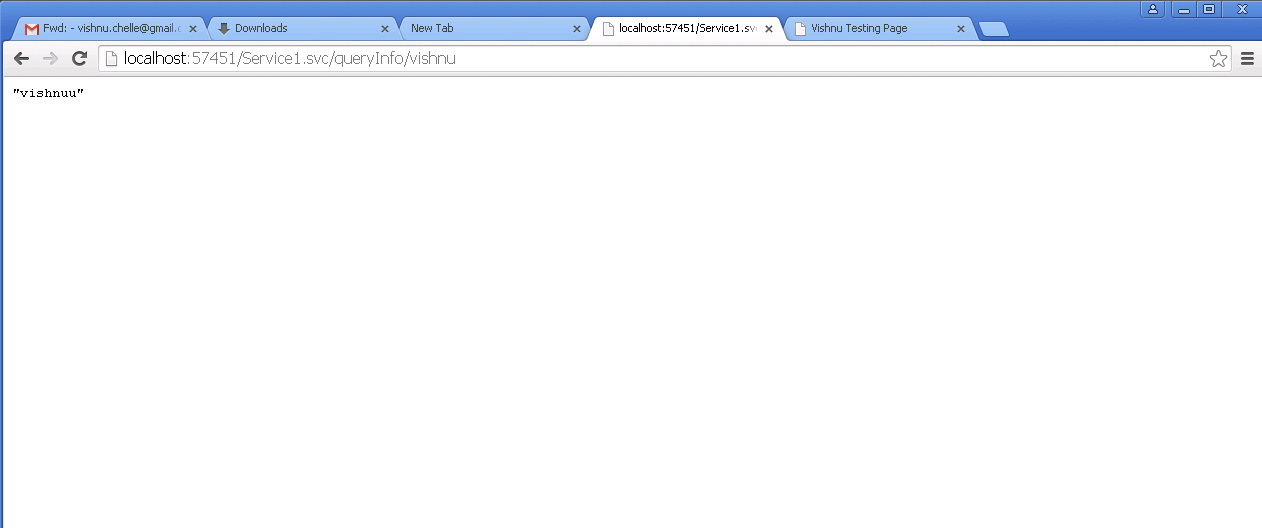 Fwd: - vishnu.chelle@gmail.c
Downloads
New Tab
localhost:57451/Service1.sv
Vishnu Testing Page
localhost:57451/Service1.svc/queryInfo/vishnu
"vishnuu"